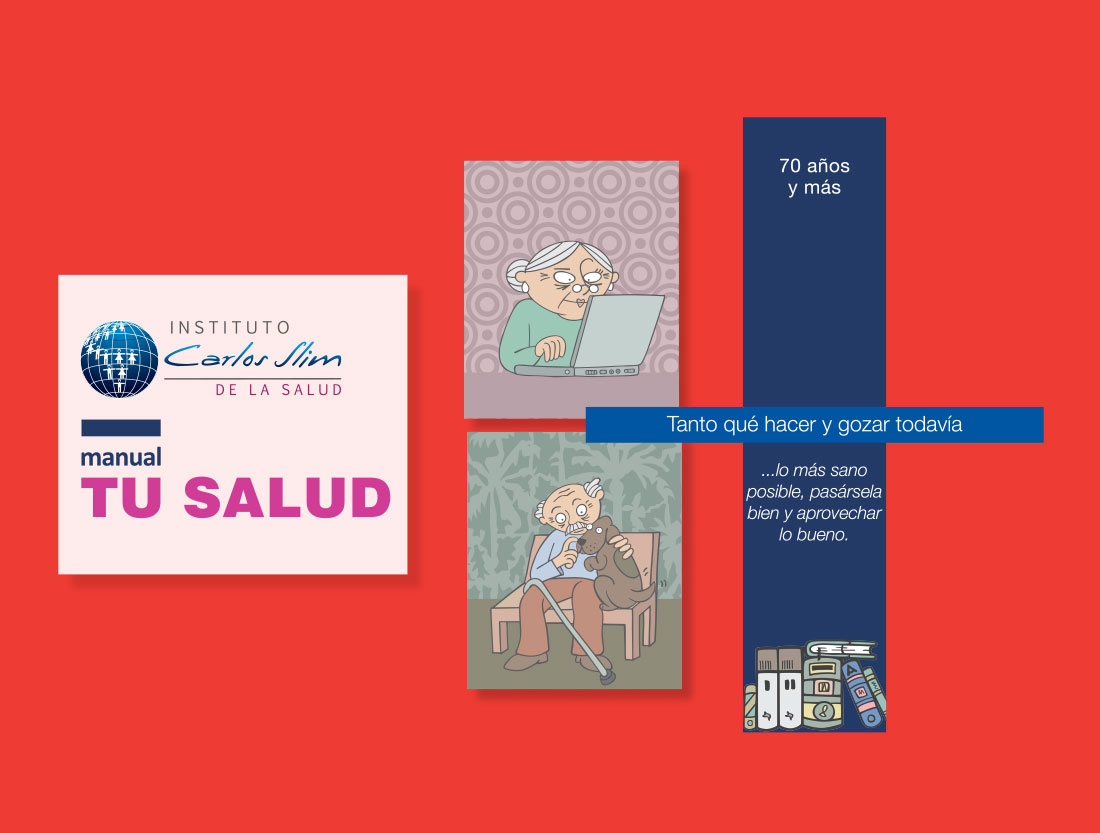 INSTITUTO
Carlos Slim
DE LA SALUD
manual
TU SALUD
70 años
y más
Tanto qué hacer y gozar todavía
...lo más sano
posible, pasársela
bien y aprovechar
lo bueno.